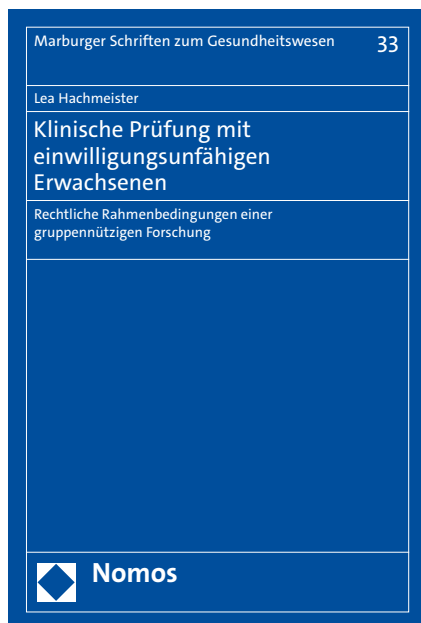 Marburger Schriften zum Gesundheitswesen 33
Lea Hachmeister
Klinische Prüfung mit
einwilligungsunfähigen
Erwachsenen
Rechtliche Rahmenbedingungen einer
gruppennützigen Forschung
Nomos